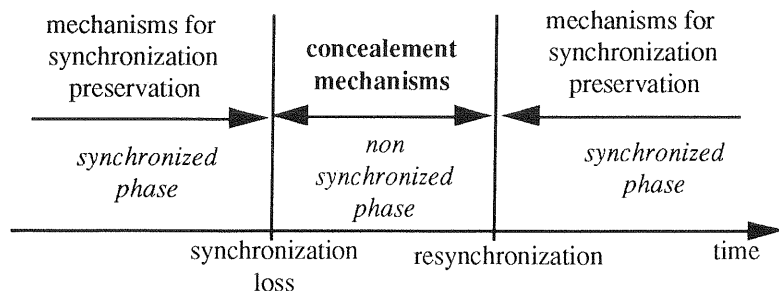 mechanisms for
synchronization
preservation
concealement
mechanisms
mechanisms for
synchronization
preservation
synchronized
phase
non
synchronized
phase
synchronized
phase
synchronization
loss
resynchronization
time